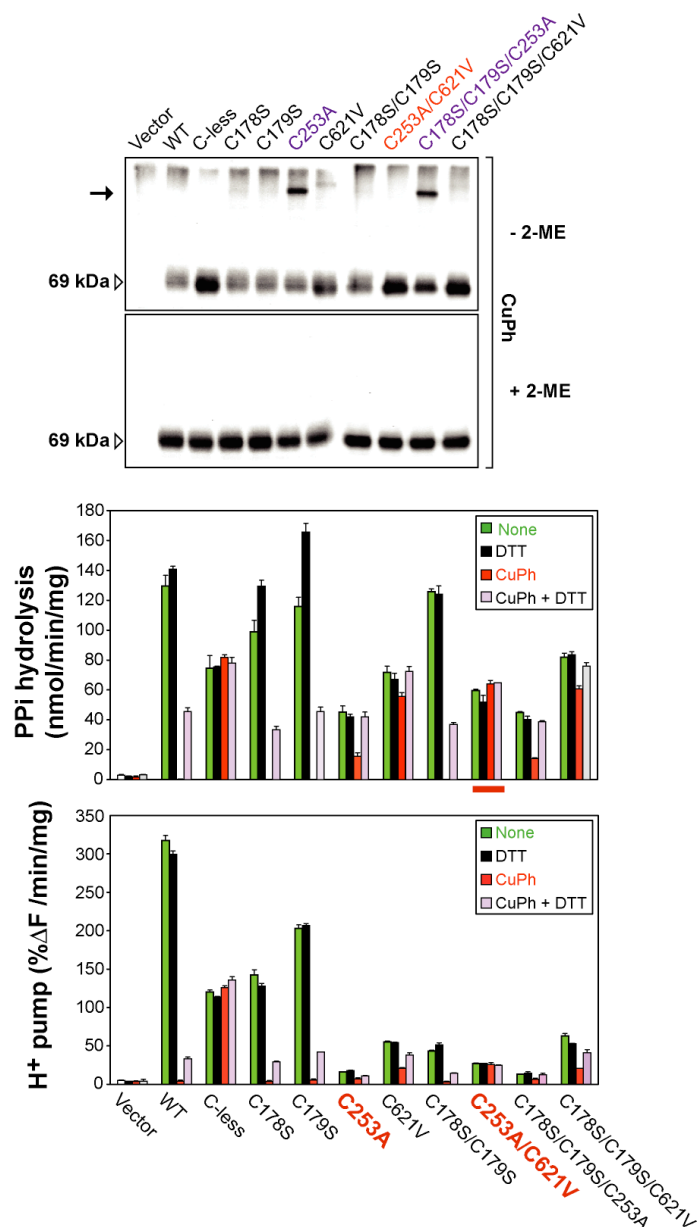 Vector
WT
C-less
C178S
C179S
C253A
C621V
C178S/C179S
C253A/C621V
C178S/C179S/C253A
C178S/C179S/C621V
- 2-ME
69 kDa
CuPh
+ 2-ME
69 kDa
PPi hydrolysis
(nmol/min/mg)
180
160
140
120
100
80
60
40
20
0
None
DTT
CuPh
CuPh + DTT
H+ pump (%ΔF /min/mg)
350
300
250
200
150
100
50
0
None
DTT
CuPh
CuPh + DTT
Vector
WT
C-less
C178S
C179S
C253A
C621V
C178S/C179S
C253A/C621V
C178S/C179S/C253A
C178S/C179S/C621V